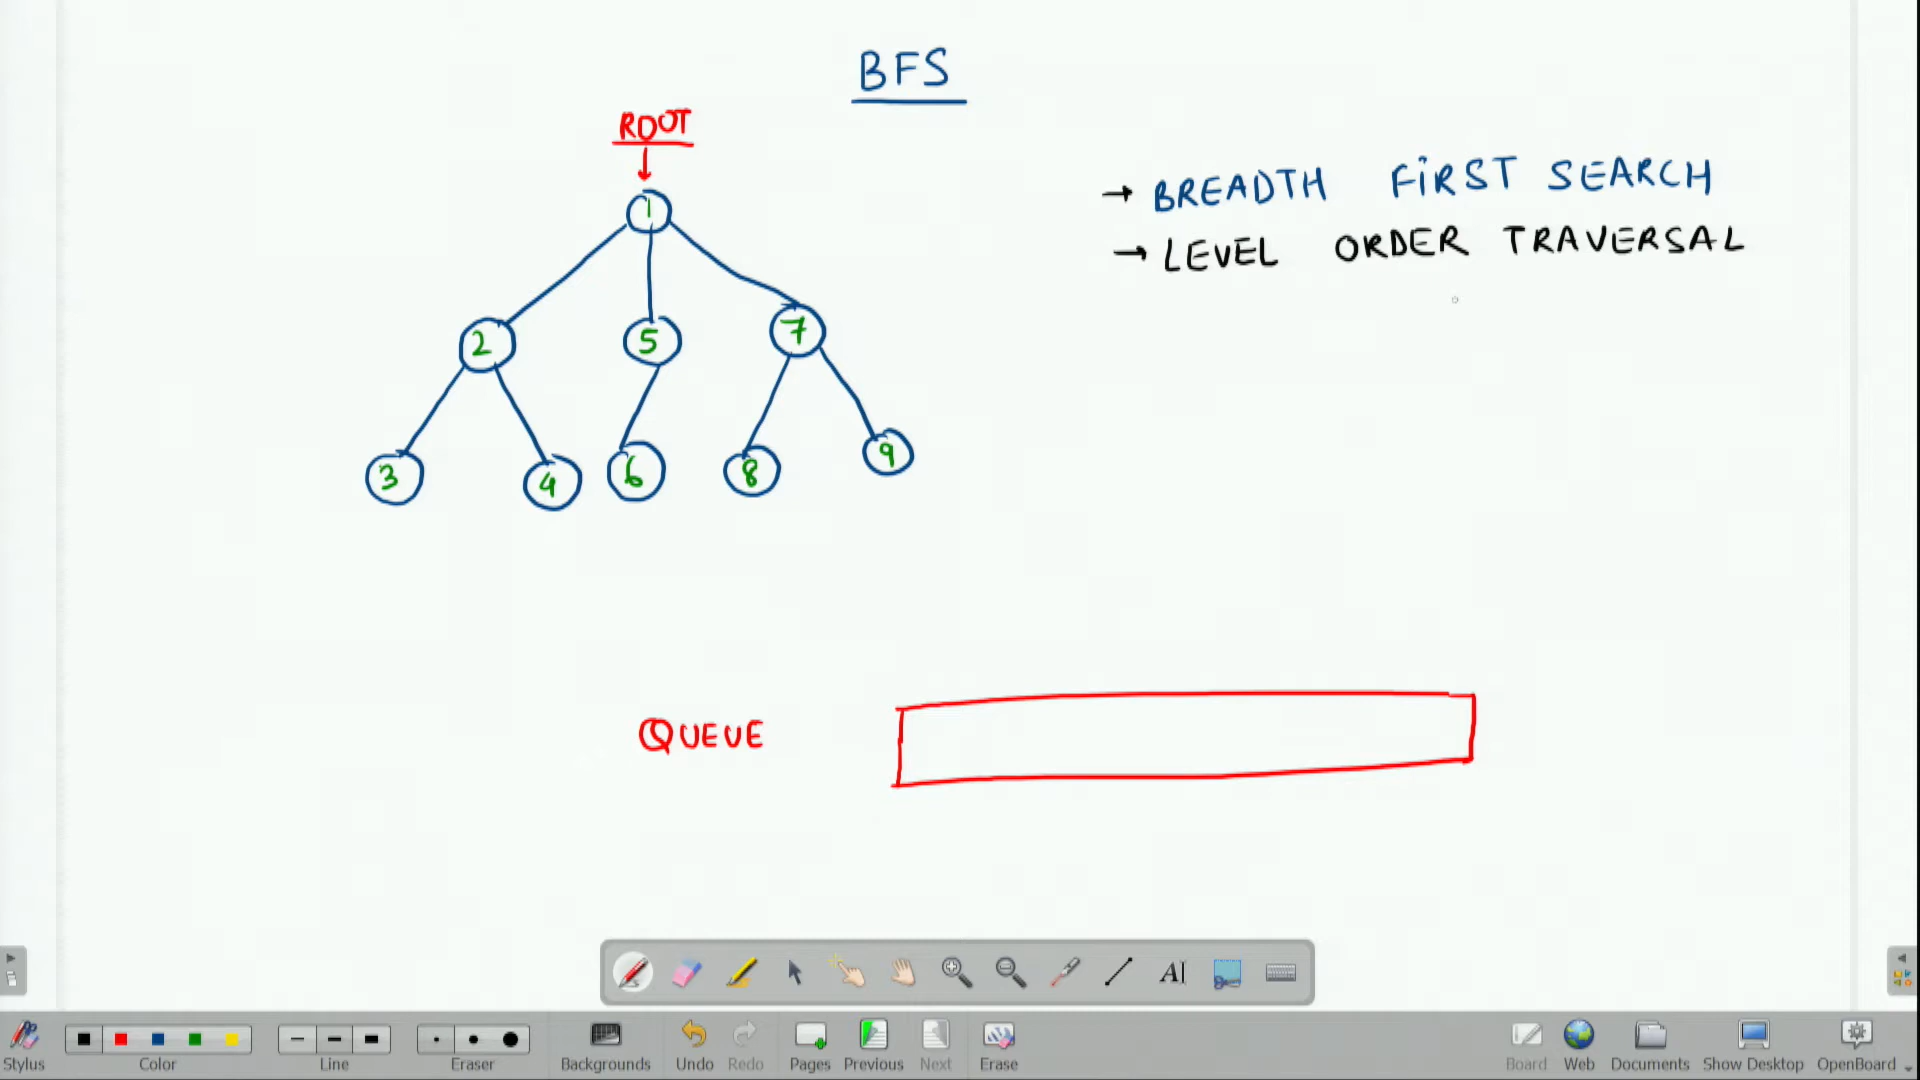 BFS
ROOT
→ BREADTH FIRST SEARCH
→ LEVEL ORDER TRAVERSAL
1
2 5 7
3 4 6 8 9
QUEUE
Stylus Color Line Eraser Backgrounds Undo Redo Pages Previous Next Erase Board Web Documents Show Desktop OpenBoard